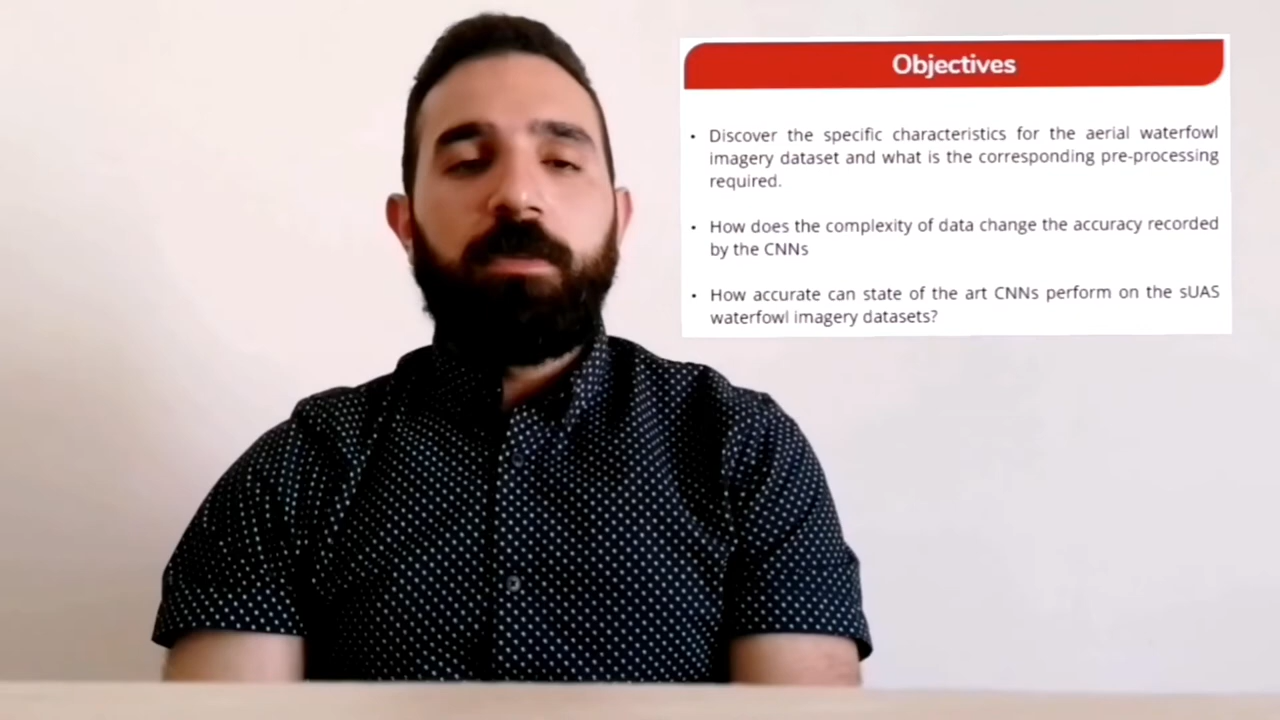 Objectives
• Discover the specific characteristics for the aerial waterfowl
imagery dataset and what is the corresponding pre-processing
required.
• How does the complexity of data change the accuracy recorded
by the CNNs
• How accurate can state of the art CNNs perform on the sUAS
waterfowl imagery datasets?